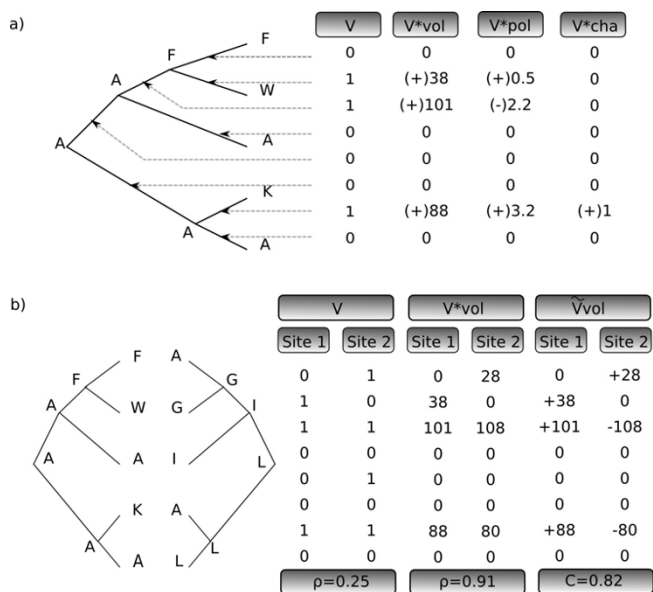 a)
V V*vol V*pol V*cha
F 0 0 0 0
F
W 1 (+)38 (+)0.5 0
A 1 (+)101 (-)2.2 0
A 0 0 0 0
A 0 0 0 0
0 0 0 0
K 1 (+)88 (+)3.2 (+)1
A
A 0 0 0 0
b)
V V*vol Ṽvol
Site 1 Site 2 Site 1 Site 2 Site 1 Site 2
F A 0 1 0 28 0 +28
F G
W G 1 0 38 0 +38 0
A I 1 1 101 108 +101 -108
A A I L 0 0 0 0 0 0
0 1 0 0 0 0
K A 0 0 0 0 0 0
A L 1 1 88 80 +88 -80
A L 0 0 0 0 0 0
ρ=0.25 ρ=0.91 C=0.82